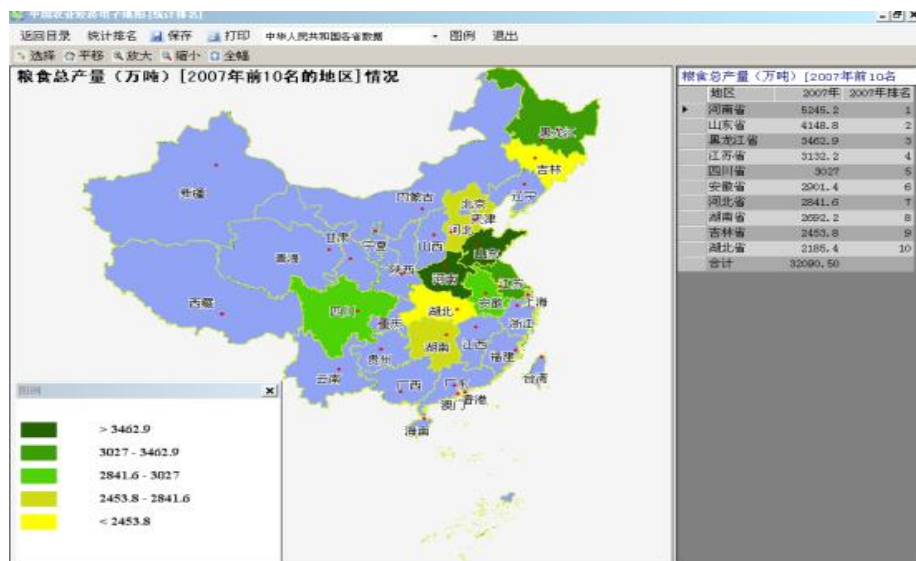 中国农业经济电子地图[统计排名]
返回目录 统计排名 保存 打印 中华人民共和国各省数据 图例 退出
选择 平移 放大 缩小 全幅
粮食总产量（万吨）[2007年前10名的地区]情况
黑龙江
吉林
辽宁
内蒙古
新疆
北京
天津
河北
山西
宁夏
甘肃
青海
山东
陕西
河南
江苏
西藏
四川
湖北
安徽
上海
重庆
浙江
湖南
江西
贵州
福建
云南
广西
广东
台湾
香港
澳门
海南
图例
> 3462.9
3027 - 3462.9
2841.6 - 3027
2453.8 - 2841.6
< 2453.8
粮食总产量（万吨）[2007年前10名
地区 2007年 2007年排名
河南省 5245.2 1
山东省 4148.8 2
黑龙江省 3462.9 3
江苏省 3132.2 4
四川省 3027 5
安徽省 2901.4 6
河北省 2841.6 7
湖南省 2692.2 8
吉林省 2453.8 9
湖北省 2185.4 10
合计 32090.50